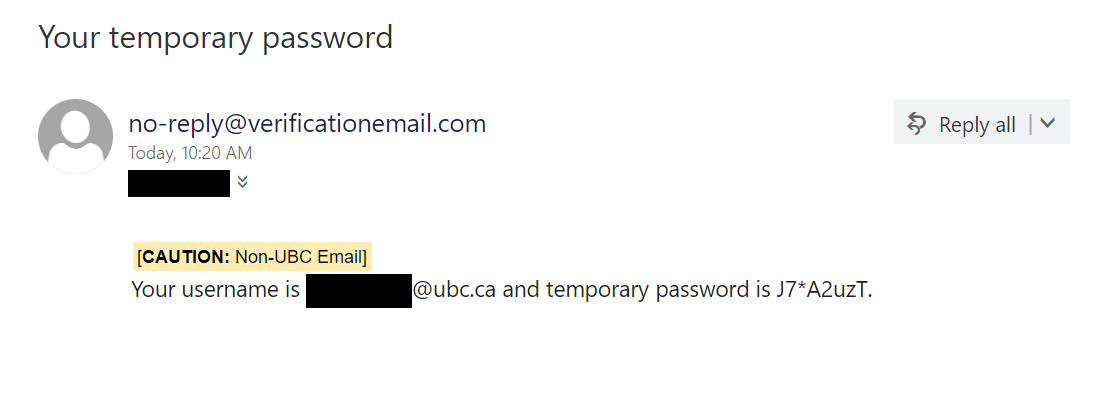 Your temporary password
no-reply@verificationemail.com
Reply all
Today, 10:20 AM
[CAUTION: Non-UBC Email]
Your username is @ubc.ca and temporary password is J7*A2uzT.